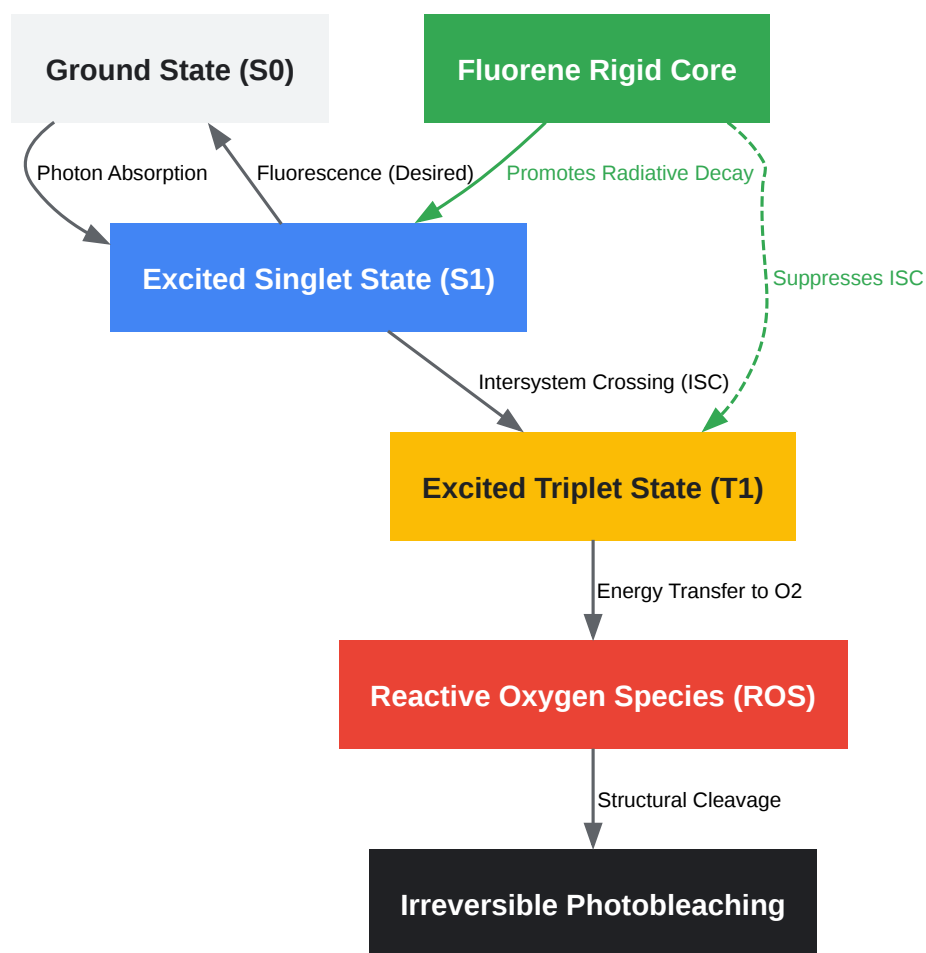 Ground State (S0)
Fluorene Rigid Core
Photon Absorption
Fluorescence (Desired)
Promotes Radiative Decay
Excited Singlet State (S1)
Suppresses ISC
Intersystem Crossing (ISC)
Excited Triplet State (T1)
Energy Transfer to O2
Reactive Oxygen Species (ROS)
Structural Cleavage
Irreversible Photobleaching